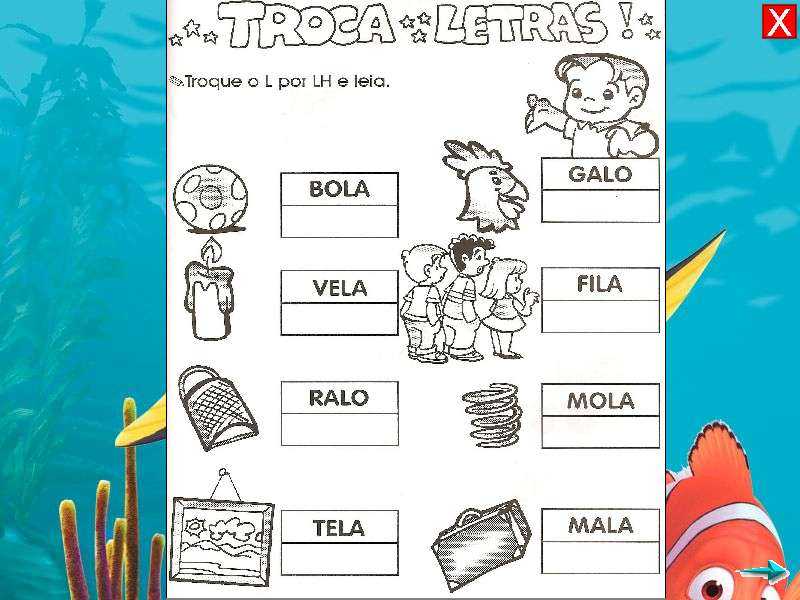 TROCA LETRAS!
Troque o L por LH e leia.
BOLA
GALO
VELA
FILA
RALO
MOLA
TELA
MALA
X